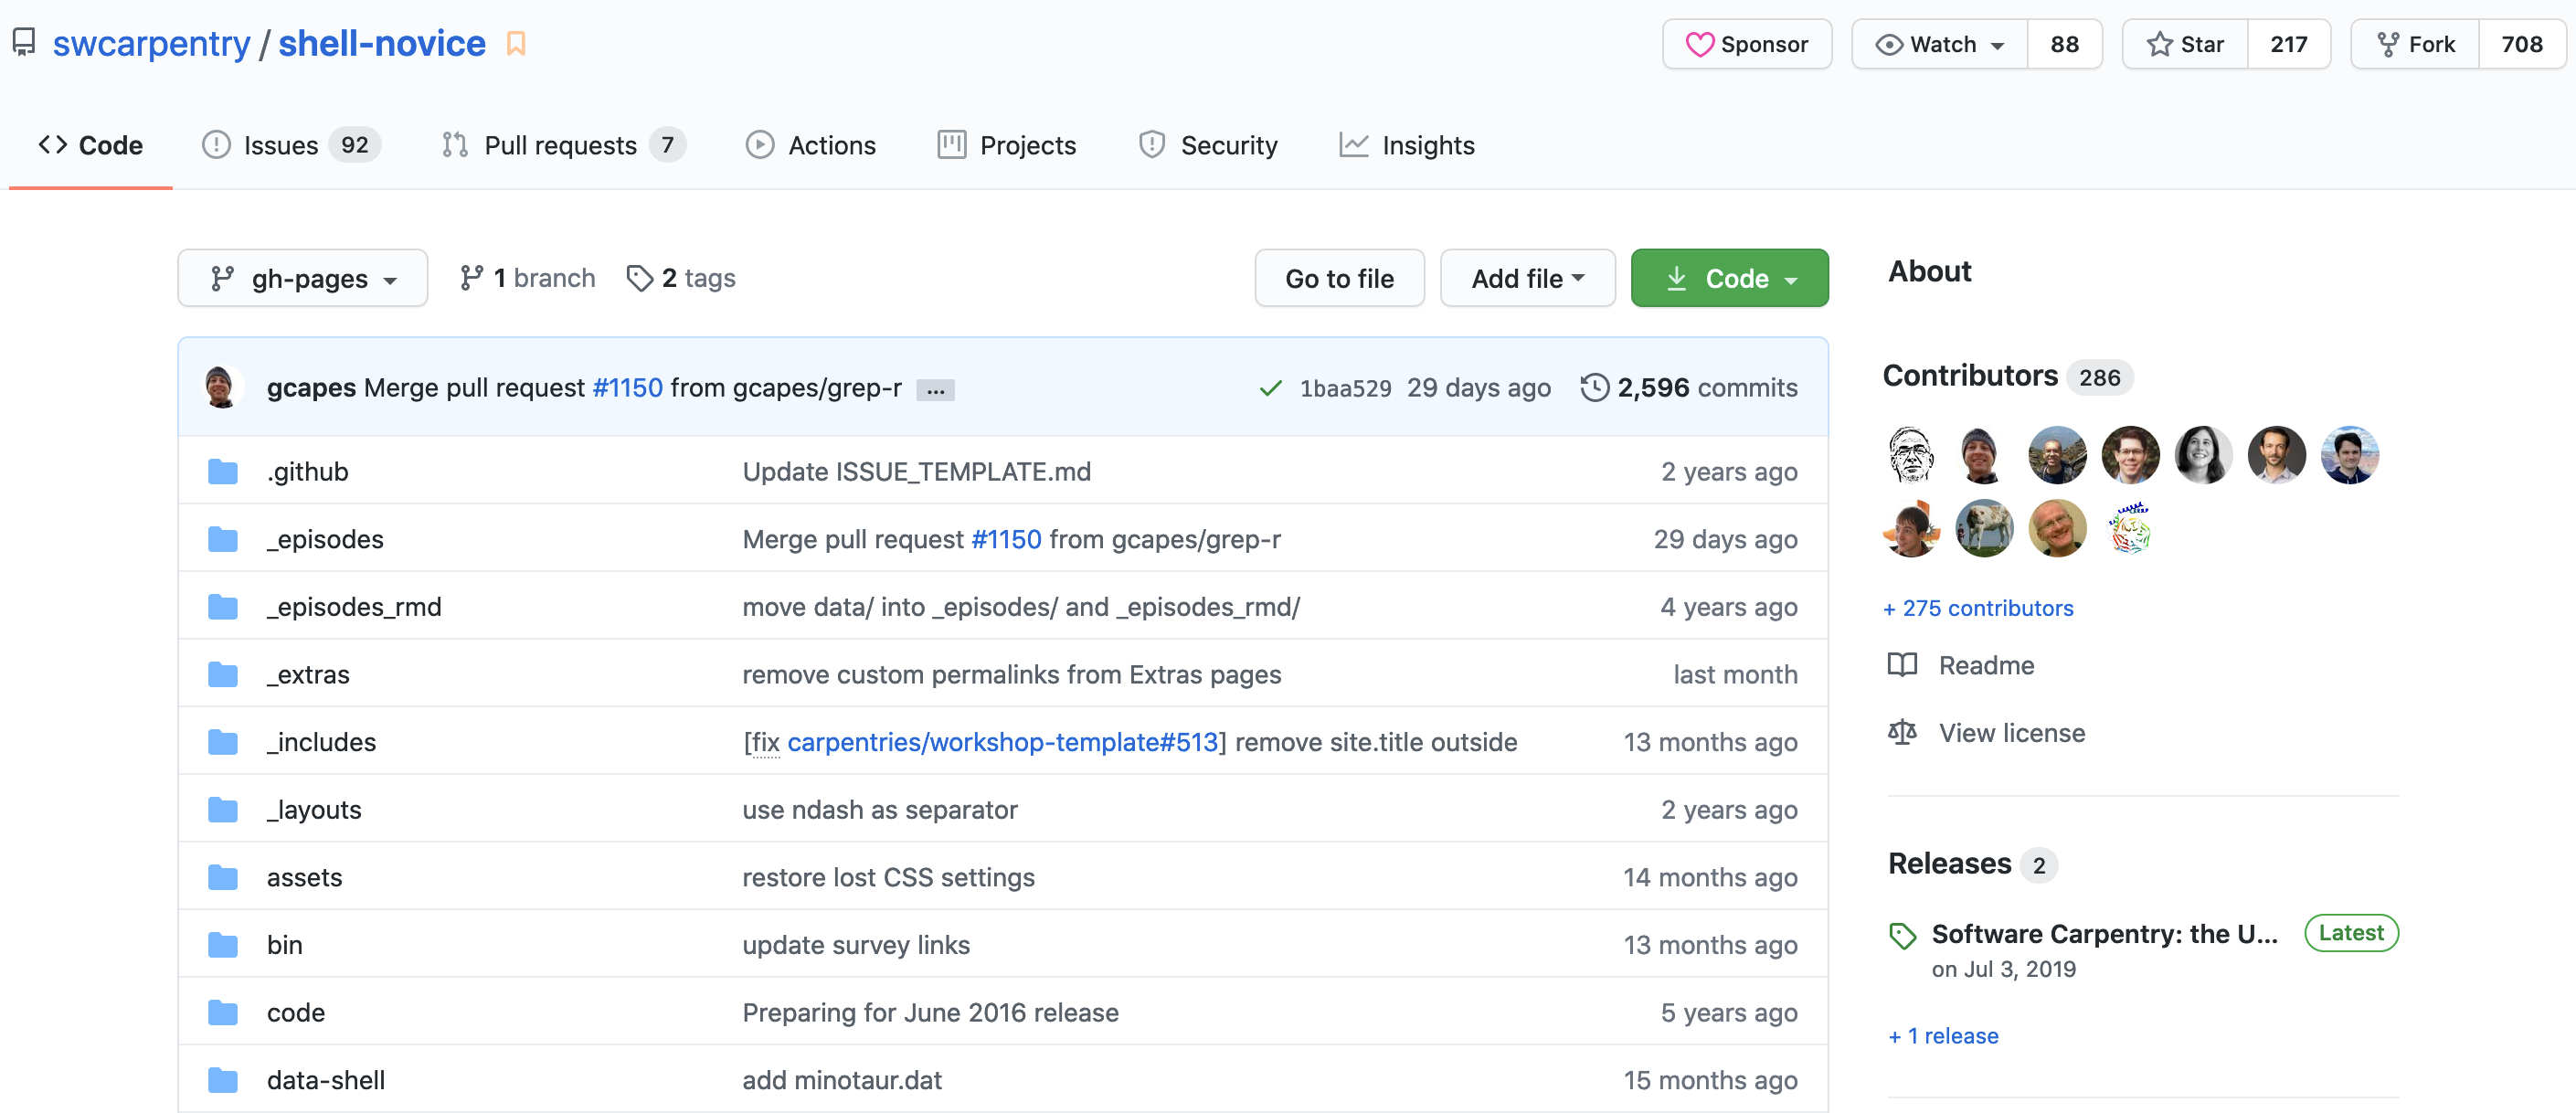 swcarpentry / shell-novice
Sponsor Watch 88 Star 217 Fork 708
Code Issues 92 Pull requests 7 Actions Projects Security Insights
gh-pages 1 branch 2 tags Go to file Add file Code
gcapes Merge pull request #1150 from gcapes/grep-r ... 1baa529 29 days ago 2,596 commits
.github Update ISSUE_TEMPLATE.md 2 years ago
_episodes Merge pull request #1150 from gcapes/grep-r 29 days ago
_episodes_rmd move data/ into _episodes/ and _episodes_rmd/ 4 years ago
_extras remove custom permalinks from Extras pages last month
_includes [fix carpentries/workshop-template#513] remove site.title outside 13 months ago
_layouts use ndash as separator 2 years ago
assets restore lost CSS settings 14 months ago
bin update survey links 13 months ago
code Preparing for June 2016 release 5 years ago
data-shell add minotaur.dat 15 months ago
About
Contributors 286
+ 275 contributors
Readme
View license
Releases 2
Software Carpentry: the U... Latest
on Jul 3, 2019
+ 1 release